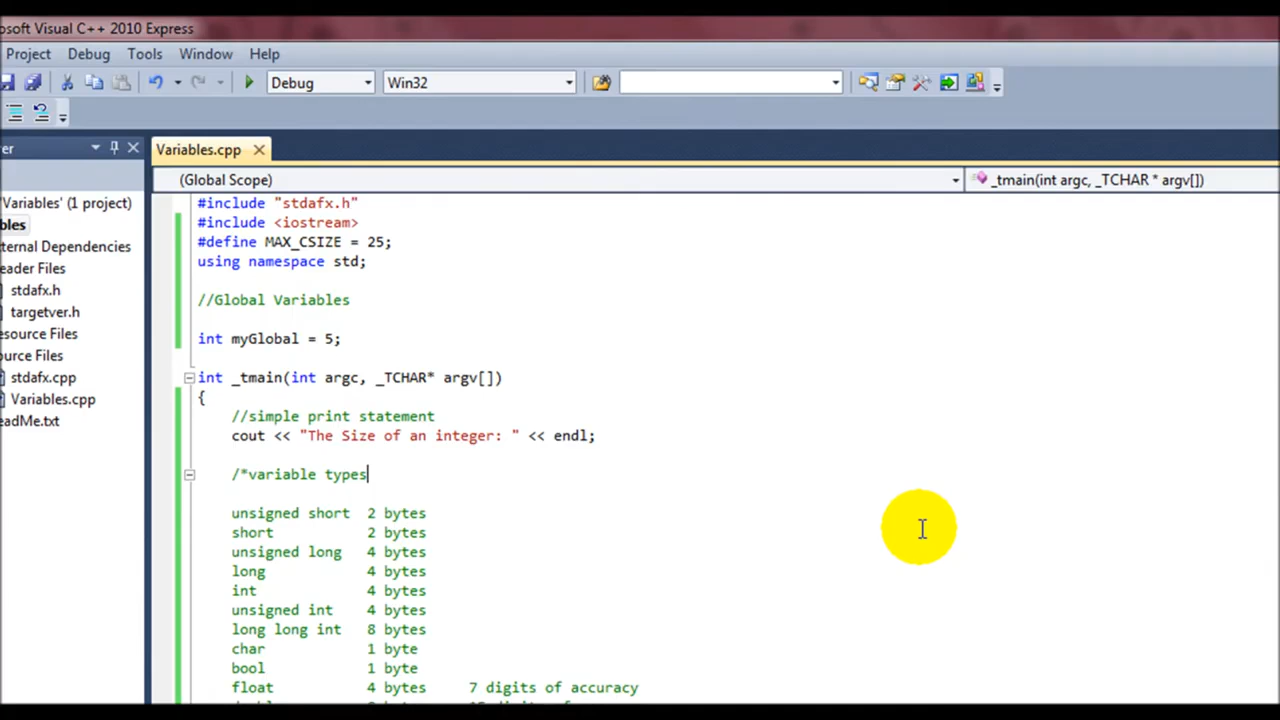 osoft Visual C++ 2010 Express
Project Debug Tools Window Help
Debug Win32
er
Variables.cpp
(Global Scope) _tmain(int argc, _TCHAR * argv[])
'Variables' (1 project)
bles
ternal Dependencies
eader Files
stdafx.h
targetver.h
esource Files
ource Files
stdafx.cpp
Variables.cpp
eadMe.txt
#include "stdafx.h"
#include <iostream>
#define MAX_CSIZE = 25;
using namespace std;
//Global Variables
int myGlobal = 5;
int _tmain(int argc, _TCHAR* argv[])
{
//simple print statement
cout << "The Size of an integer: " << endl;
/*variable types
unsigned short 2 bytes
short 2 bytes
unsigned long 4 bytes
long 4 bytes
int 4 bytes
unsigned int 4 bytes
long long int 8 bytes
char 1 byte
bool 1 byte
float 4 bytes 7 digits of accuracy